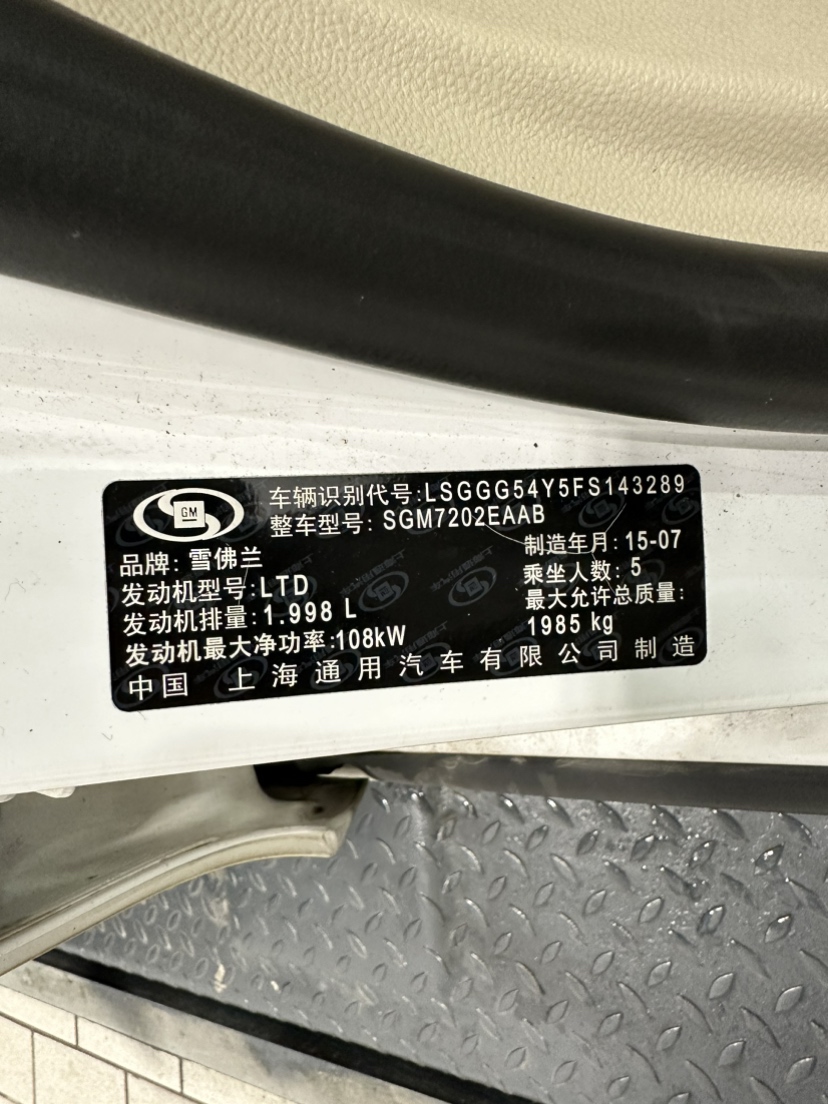 GM
车辆识别代号:LSGGG54Y5FS143289
整车型号: SGM7202EAAB
品牌: 雪佛兰
制造年月: 15-07
发动机型号:LTD
乘坐人数: 5
发动机排量:1.998 L
最大允许总质量:
1985 kg
发动机最大净功率:108kW
中国 上海通用汽车有限公司制造